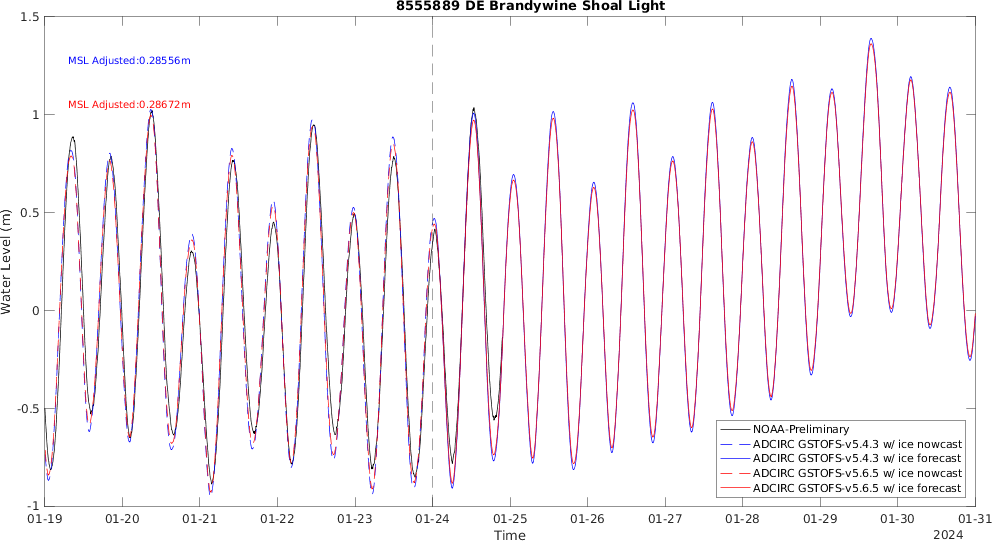 8555889 DE Brandywine Shoal Light
1.5
1
0.5
0
-0.5
-1
Water Level (m)
MSL Adjusted:0.28556m
MSL Adjusted:0.28672m
NOAA-Preliminary
ADCIRC GSTOFS-v5.4.3 w/ ice nowcast
ADCIRC GSTOFS-v5.4.3 w/ ice forecast
ADCIRC GSTOFS-v5.6.5 w/ ice nowcast
ADCIRC GSTOFS-v5.6.5 w/ ice forecast
01-19 01-20 01-21 01-22 01-23 01-24 01-25 01-26 01-27 01-28 01-29 01-30 01-31
Time
2024